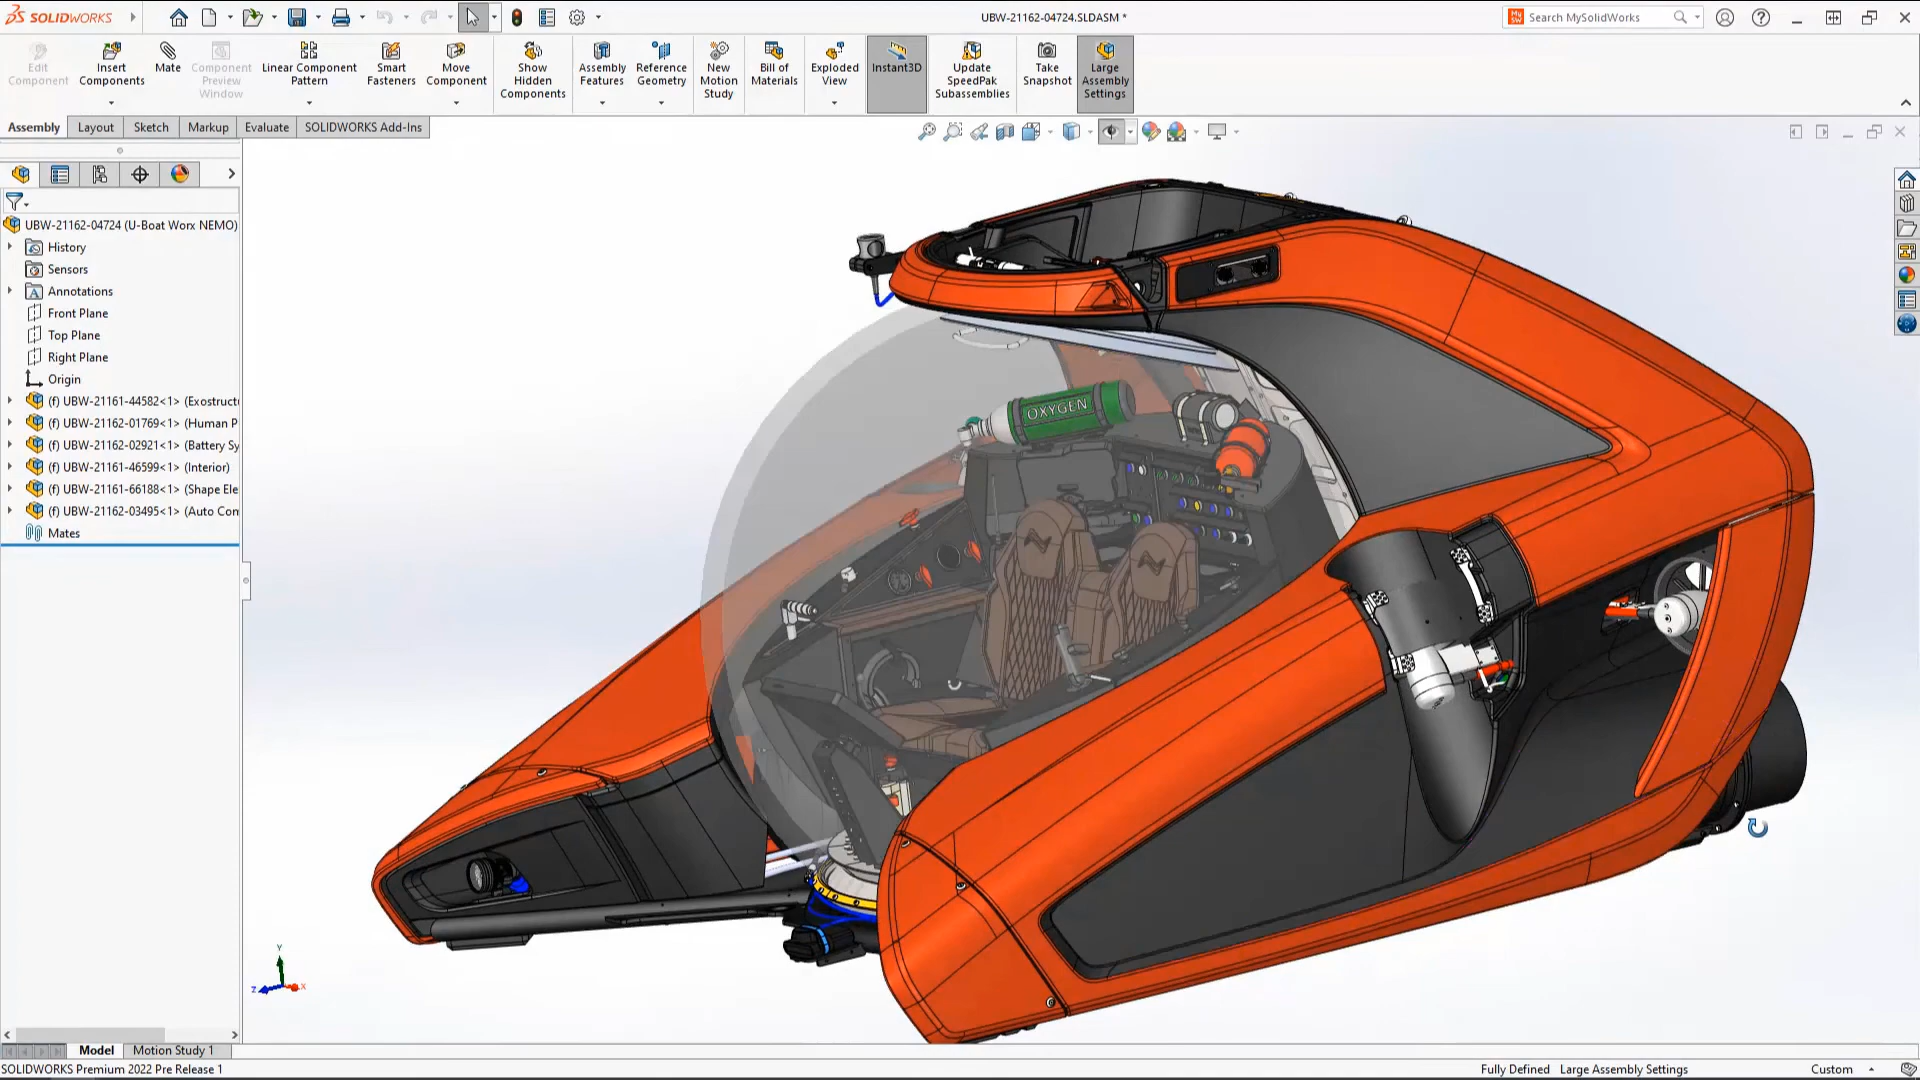 SOLIDWORKS
UBW-21162-04724.SLDASM *
Search MySolidWorks
Edit Component
Insert Components
Mate
Component Preview Window
Linear Component Pattern
Smart Fasteners
Move Component
Show Hidden Components
Assembly Features
Reference Geometry
New Motion Study
Bill of Materials
Exploded View
Instant3D
Update SpeedPak Subassemblies
Take Snapshot
Large Assembly Settings
Assembly
Layout
Sketch
Markup
Evaluate
SOLIDWORKS Add-Ins
UBW-21162-04724 (U-Boat Worx NEMO)
History
Sensors
Annotations
Front Plane
Top Plane
Right Plane
Origin
(f) UBW-21161-44582<1> (Exostructu
(f) UBW-21162-01769<1> (Human P
(f) UBW-21162-02921<1> (Battery Sy
(f) UBW-21161-46599<1> (Interior)
(f) UBW-21161-66188<1> (Shape Ele
(f) UBW-21162-03495<1> (Auto Con
Mates
OXYGEN
Y
Z
X
Model
Motion Study 1
SOLIDWORKS Premium 2022 Pre Release 1
Fully Defined
Large Assembly Settings
Custom